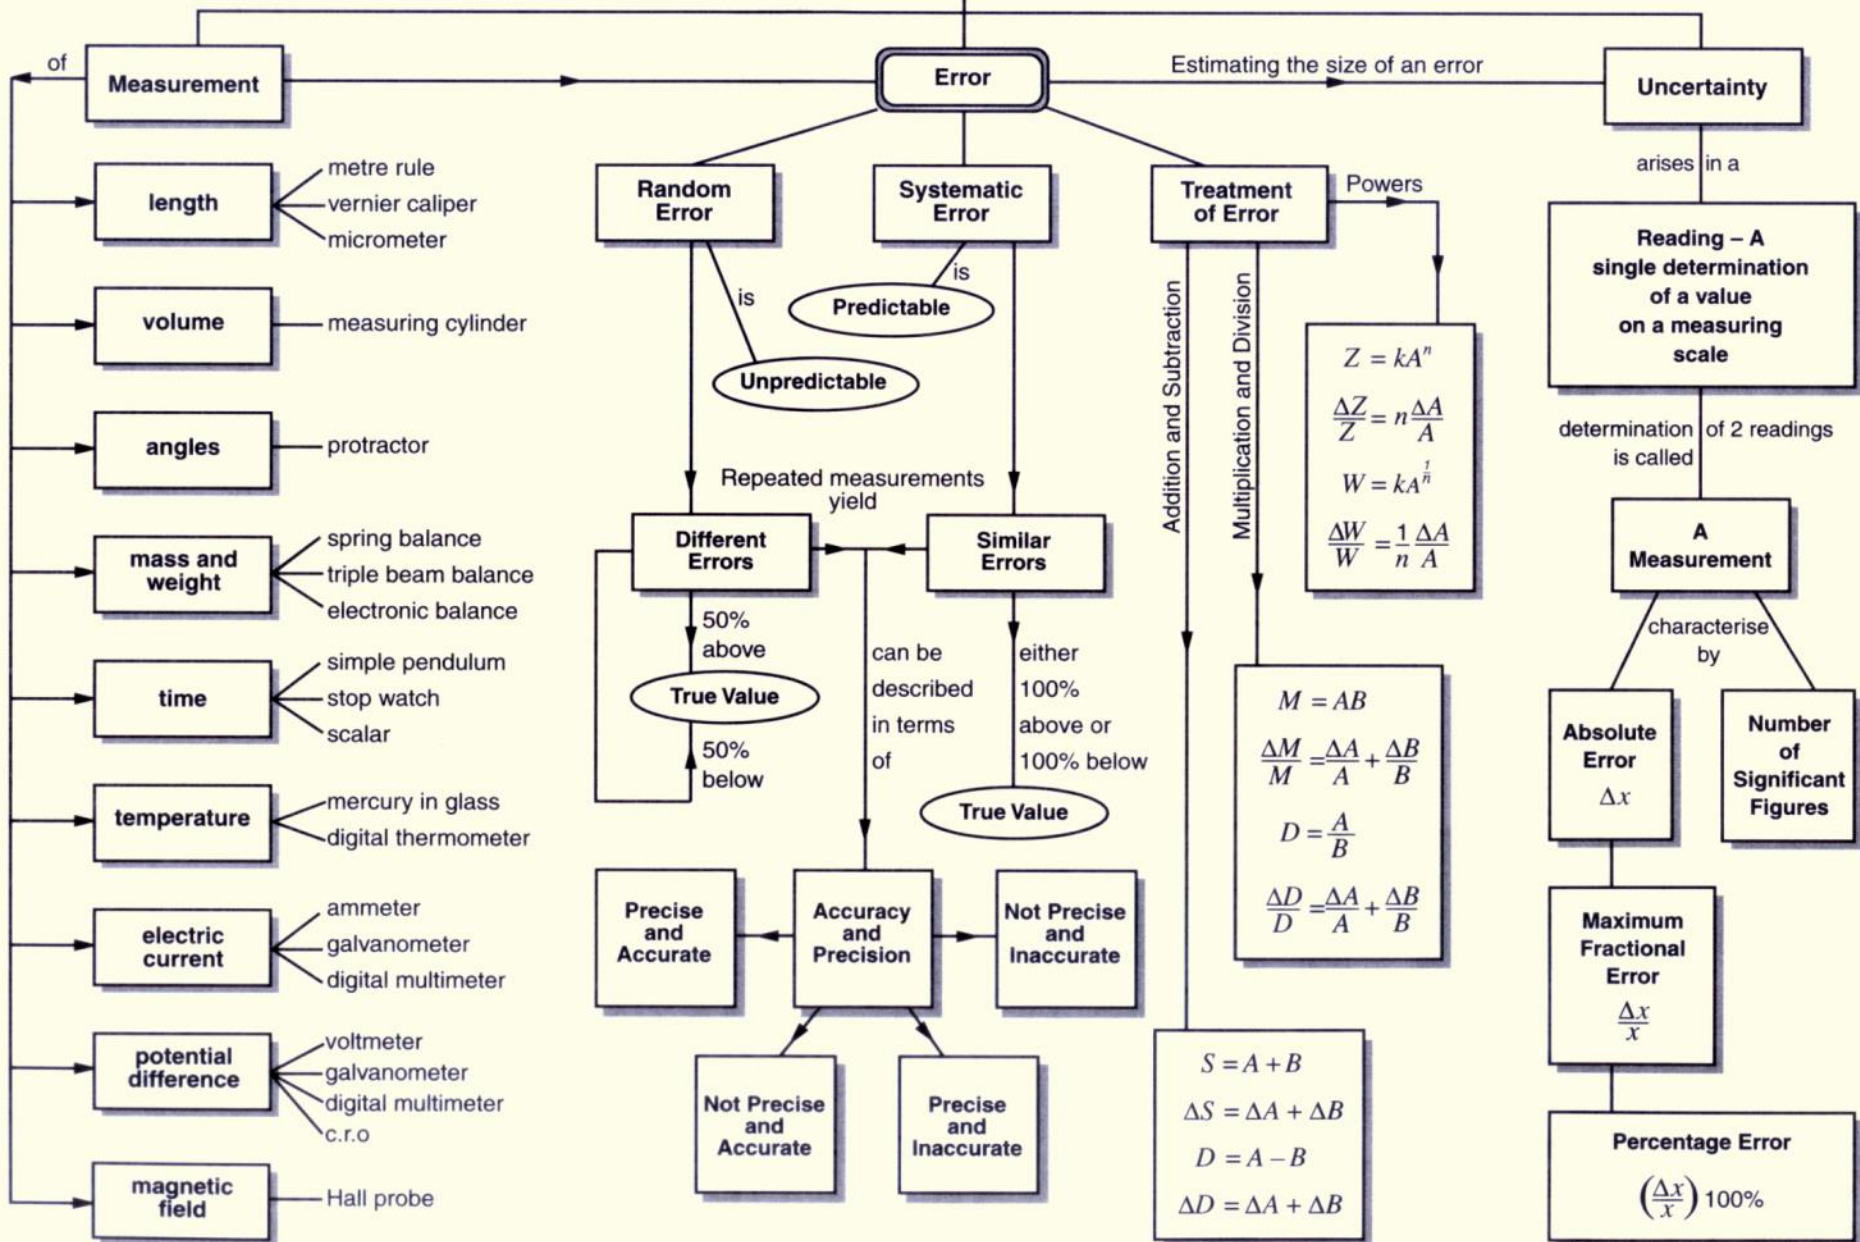 of
Measurement
Error
Estimating the size of an error
Uncertainty
length
metre rule
vernier caliper
micrometer
volume
measuring cylinder
angles
protractor
mass and
weight
spring balance
triple beam balance
electronic balance
time
simple pendulum
stop watch
scalar
temperature
mercury in glass
digital thermometer
electric
current
ammeter
galvanometer
digital multimeter
potential
difference
voltmeter
galvanometer
digital multimeter
c.r.o
magnetic
field
Hall probe
Random
Error
is
Unpredictable
Systematic
Error
is
Predictable
Repeated measurements
yield
Different
Errors
Similar
Errors
50%
above
True Value
50%
below
can be
described
in terms
of
either
100%
above or
100% below
True Value
Precise
and
Accurate
Accuracy
and
Precision
Not Precise
and
Inaccurate
Not Precise
and
Accurate
Precise
and
Inaccurate
Treatment
of Error
Powers
Addition and Subtraction
Multiplication and Division
Z = kAⁿ
ΔZ/Z = n ΔA/A
W = kA^(1/n)
ΔW/W = 1/n ΔA/A
M = AB
ΔM/M = ΔA/A + ΔB/B
D = A/B
ΔD/D = ΔA/A + ΔB/B
S = A + B
ΔS = ΔA + ΔB
D = A – B
ΔD = ΔA + ΔB
arises in a
Reading – A
single determination
of a value
on a measuring
scale
determination of 2 readings
is called
A
Measurement
characterise
by
Absolute
Error
Δx
Number
of
Significant
Figures
Maximum
Fractional
Error
Δx/x
Percentage Error
(Δx/x) 100%